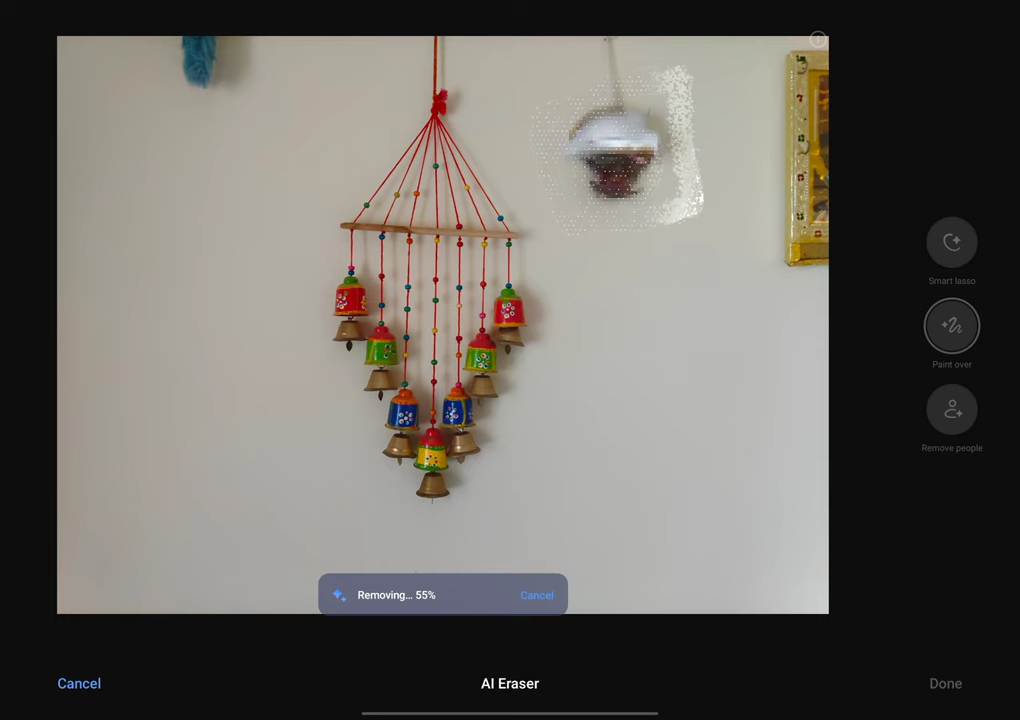 Smart lasso
Paint over
Remove people
Removing... 55% Cancel
Cancel AI Eraser Done